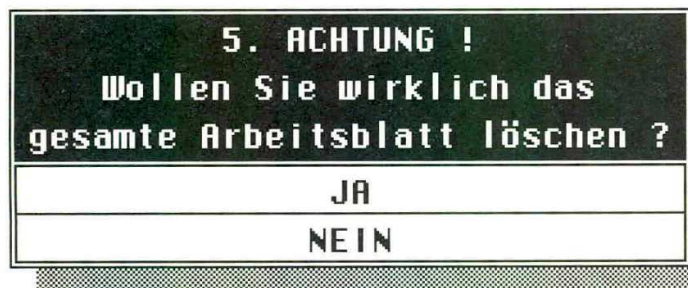 5. ACHTUNG !
Wollen Sie wirklich das
gesamte Arbeitsblatt löschen ?
JA
NEIN